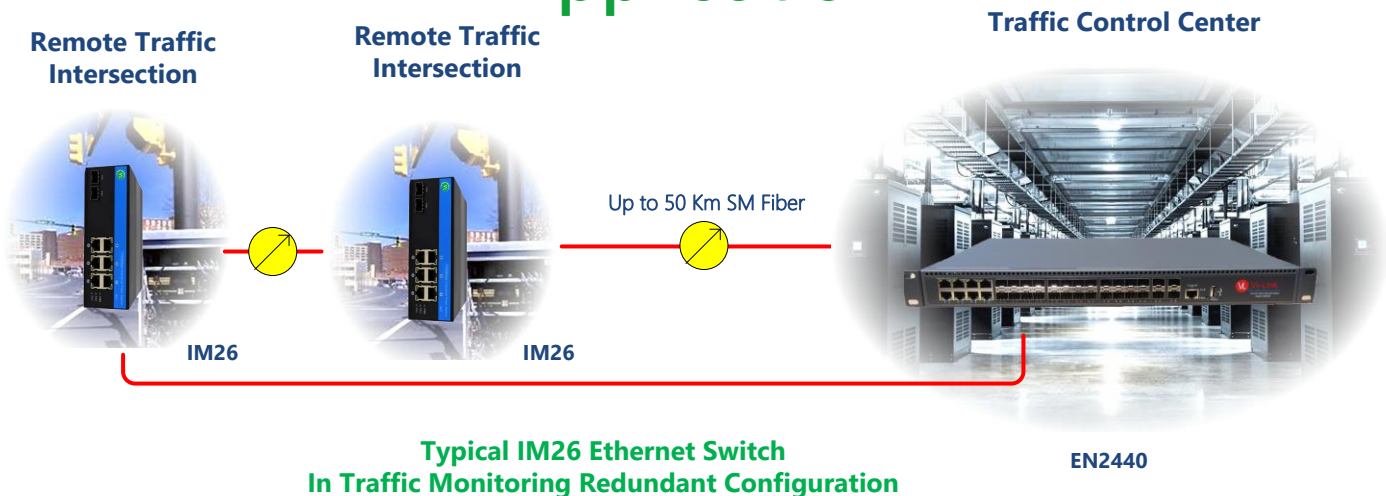 Traffic Control Center
Remote Traffic
Intersection
Remote Traffic
Intersection
Up to 50 Km SM Fiber
IM26
IM26
EN2440
Typical IM26 Ethernet Switch
In Traffic Monitoring Redundant Configuration